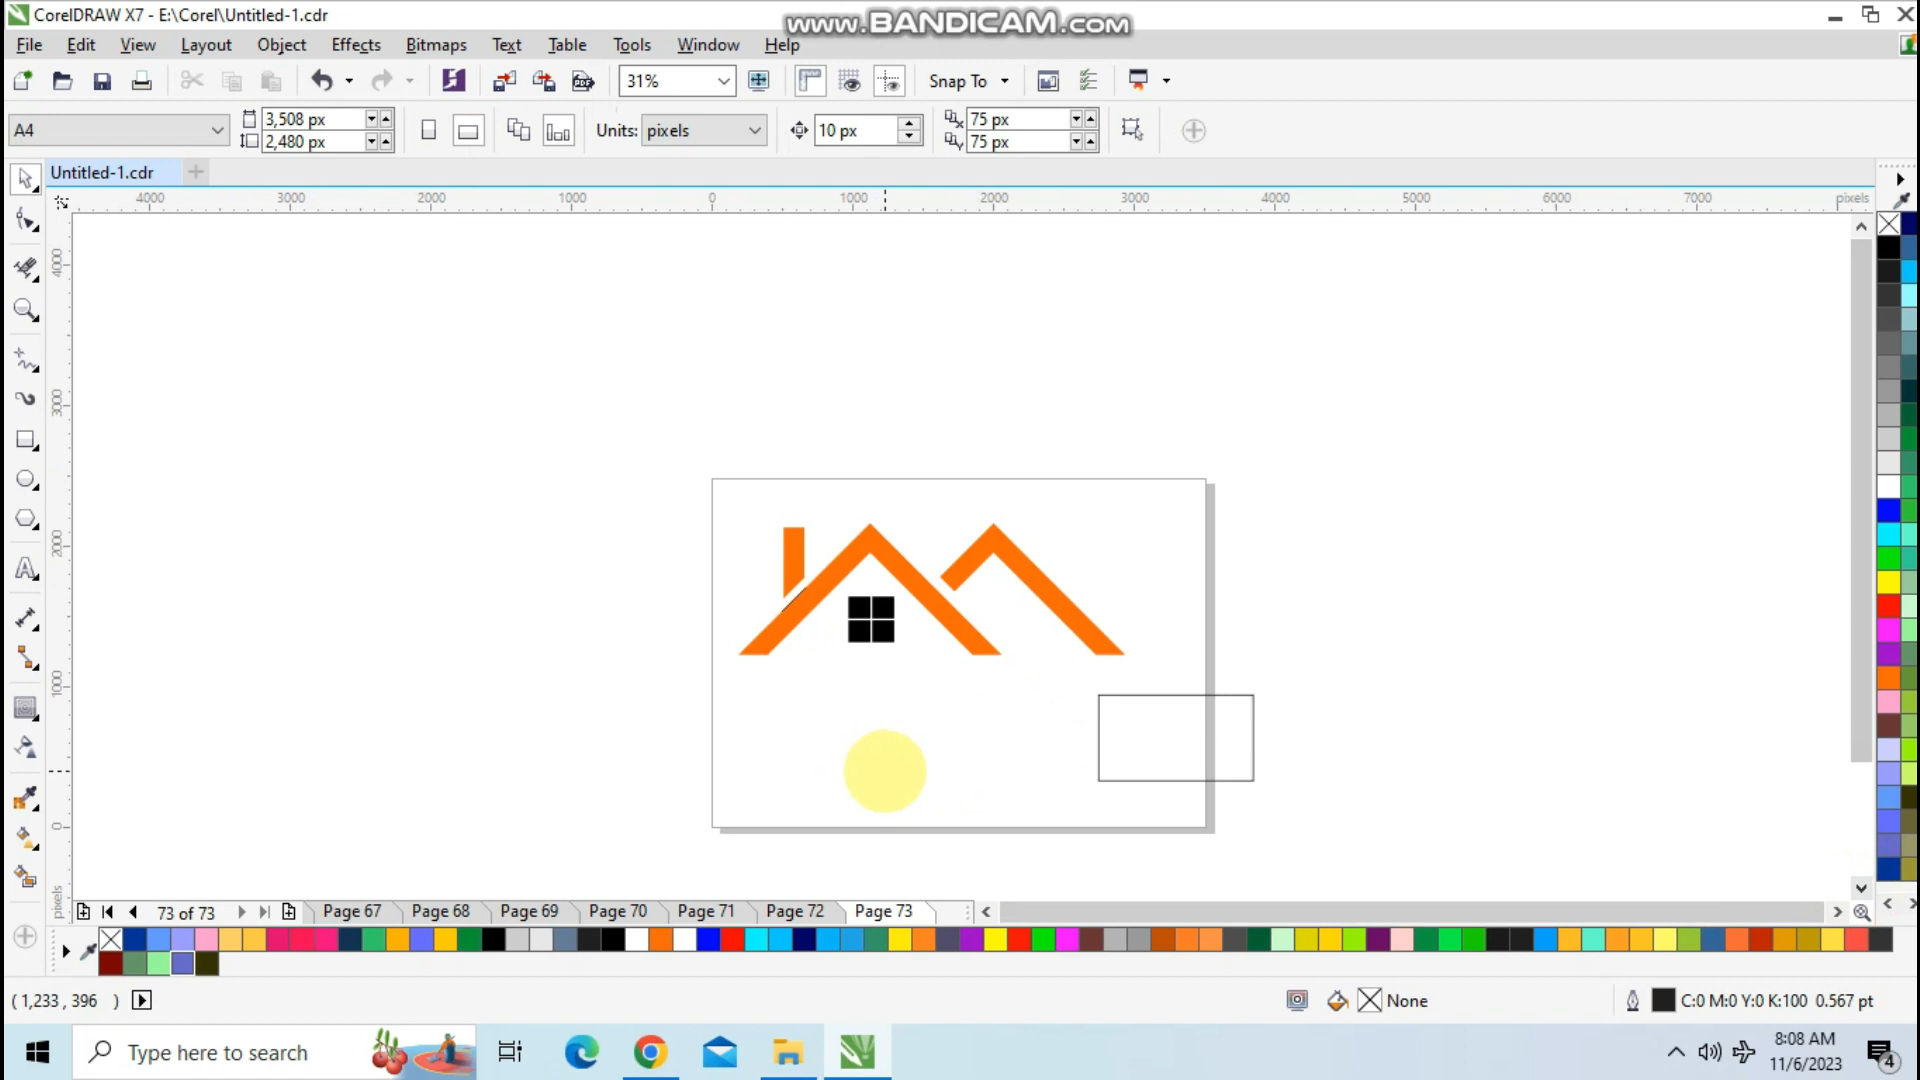 CorelDRAW X7 - E:\Corel\Untitled-1.cdr
www.BANDICAM.com
File Edit View Layout Object Effects Bitmaps Text Table Tools Window Help
31% Snap To
A4 3,508 px 2,480 px Units: pixels 10 px 75 px 75 px
Untitled-1.cdr
4000 3000 2000 1000 0 1000 2000 3000 4000 5000 6000 7000 pixels
4000
3000
2000
1000
0
pixels
73 of 73 Page 67 Page 68 Page 69 Page 70 Page 71 Page 72 Page 73
( 1,233 , 396 ) None C:0 M:0 Y:0 K:100 0.567 pt
Type here to search
8:08 AM
11/6/2023
4